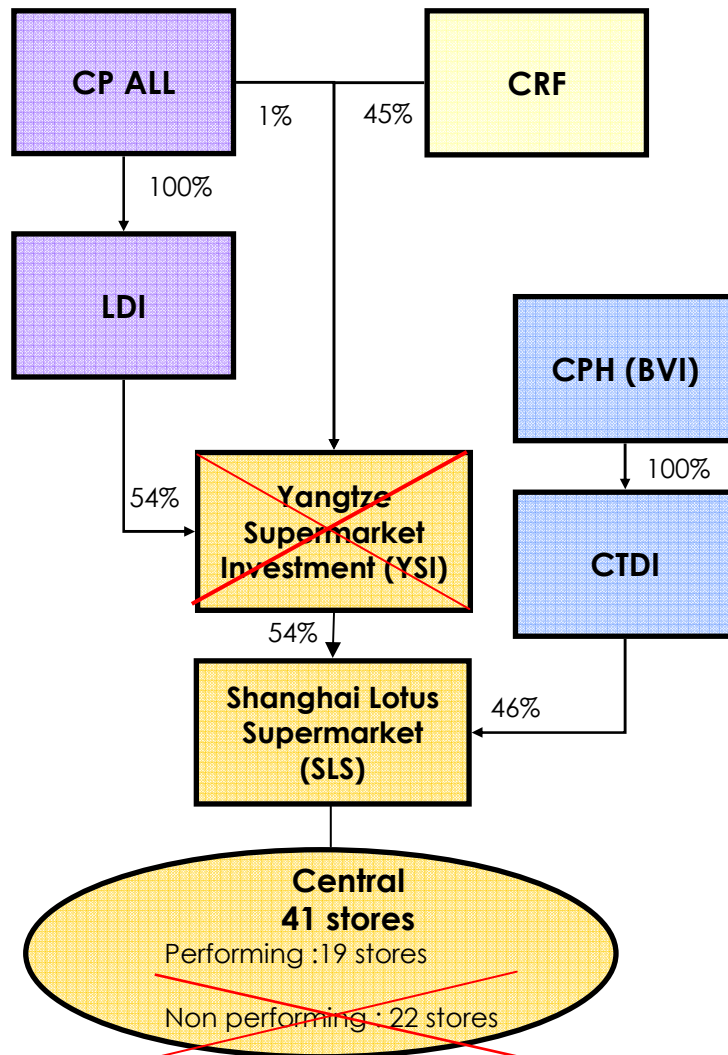 CP ALL
CRF
1%
45%
100%
LDI
CPH (BVI)
100%
54%
Yangtze
Supermarket
Investment (YSI)
CTDI
54%
Shanghai Lotus
Supermarket
(SLS)
46%
Central
41 stores
Performing :19 stores
Non performing : 22 stores